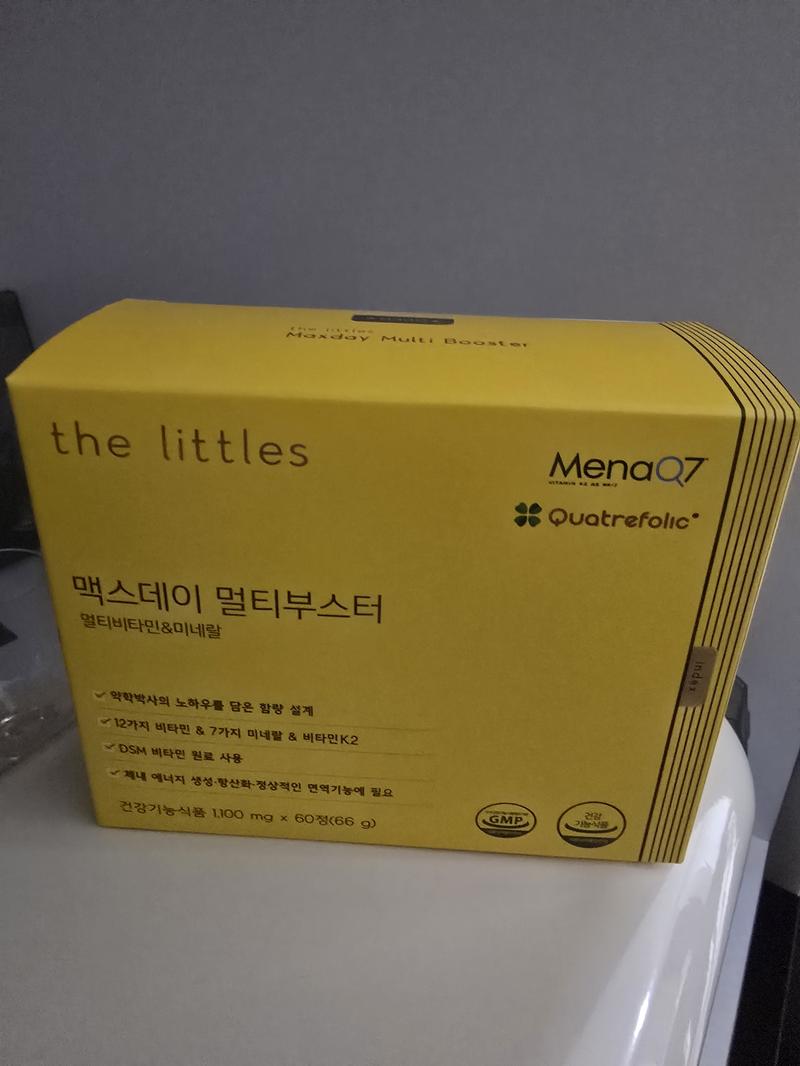 the littles
Maxday Multi Booster
the littles
MenaQ7
VITAMIN K2 AS MK-7
Quatrefolic
맥스데이 멀티부스터
멀티비타민&미네랄
index
약학박사의 노하우를 담은 함량 설계
12가지 비타민 & 7가지 미네랄 & 비타민K2
DSM 비타민 원료 사용
체내 에너지 생성·항산화·정상적인 면역기능에 필요
건강기능식품 1,100 mg x 60정(66 g)
GMP
건강
기능식품